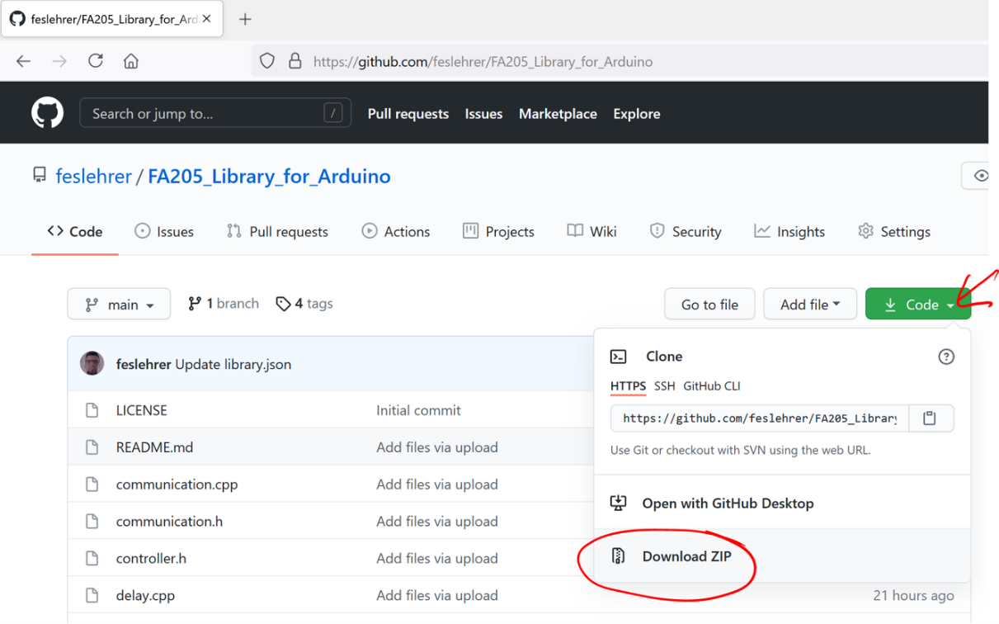 feslehrer/FA205_Library_for_Ard
https://github.com/feslehrer/FA205_Library_for_Arduino
Search or jump to... / Pull requests Issues Marketplace Explore
feslehrer / FA205_Library_for_Arduino
Code Issues Pull requests Actions Projects Wiki Security Insights Settings
main 1 branch 4 tags Go to file Add file Code
Clone
feslehrer Update library.json
HTTPS SSH GitHub CLI
LICENSE Initial commit
https://github.com/feslehrer/FA205_Library
README.md Add files via upload
Use Git or checkout with SVN using the web URL.
communication.cpp Add files via upload
Open with GitHub Desktop
communication.h Add files via upload
controller.h Add files via upload
Download ZIP
delay.cpp Add files via upload 21 hours ago